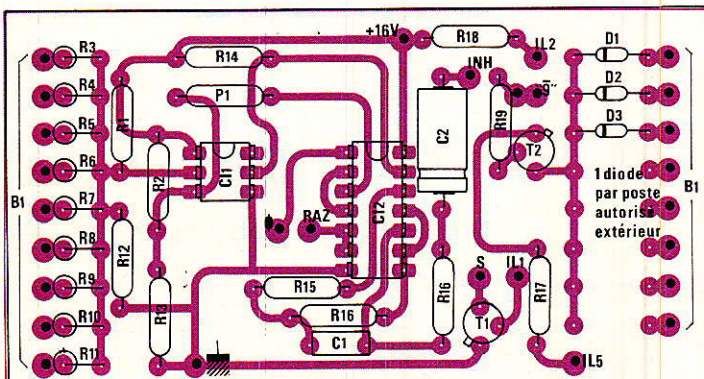 +16V
R18
IL2
D1
R3
R14
INH
R4
P1
"9"
D2
R5
R1
C2
R19
D3
R6
R2
CI1
CI2
T2
B1
R7
RAZ
1 diode
par poste
autorisé
extérieur
B1
R8
R12
S
IL1
R9
R15
R16
R17
R10
R13
R16
T1
R11
C1
IL5